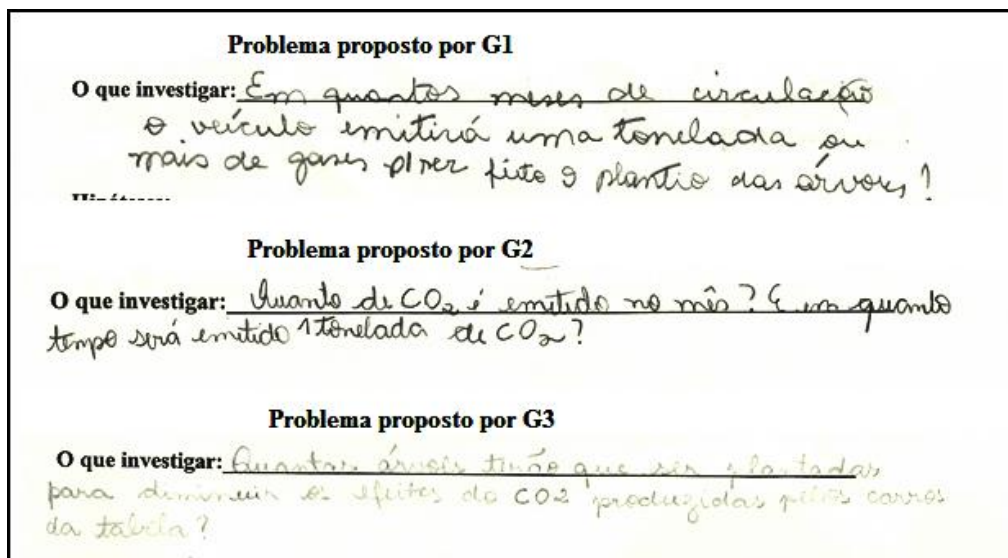 Problema proposto por G1
O que investigar: Em quantos meses de circulação
o veículo emitirá uma tonelada ou
mais de gases p/ ser feito o plantio das árvores?
Problema proposto por G2
O que investigar: Quanto de CO2 é emitido no mês? E em quanto
tempo será emitido 1 tonelada de CO2?
Problema proposto por G3
O que investigar: Quantas árvores terão que ser plantadas
para diminuir os efeitos do CO2 produzidas pelos carros
da tabela?